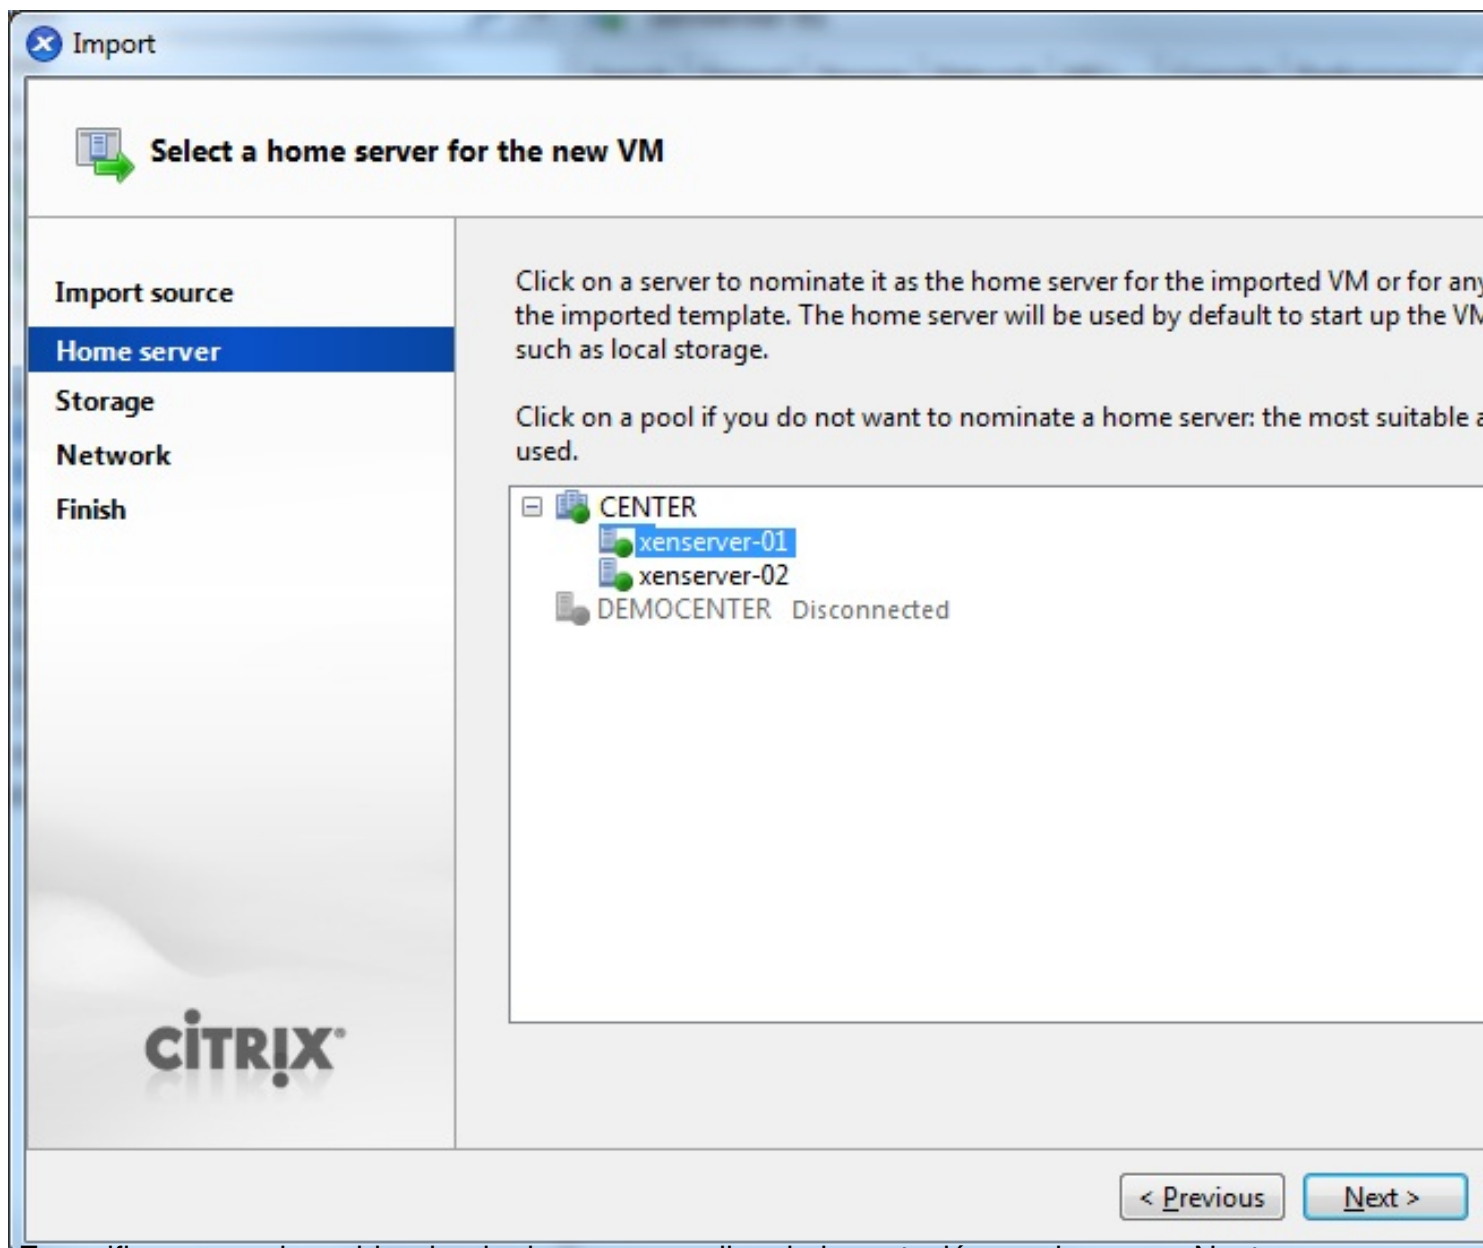 Import
Select a home server for the new VM
Import source
Home server
Storage
Network
Finish
Click on a server to nominate it as the home server for the imported VM or for any
the imported template. The home server will be used by default to start up the VM
such as local storage.
Click on a pool if you do not want to nominate a home server: the most suitable a
used.
CENTER
xenserver-01
xenserver-02
DEMOCENTER Disconnected
CİTRIX
< Previous
Next >